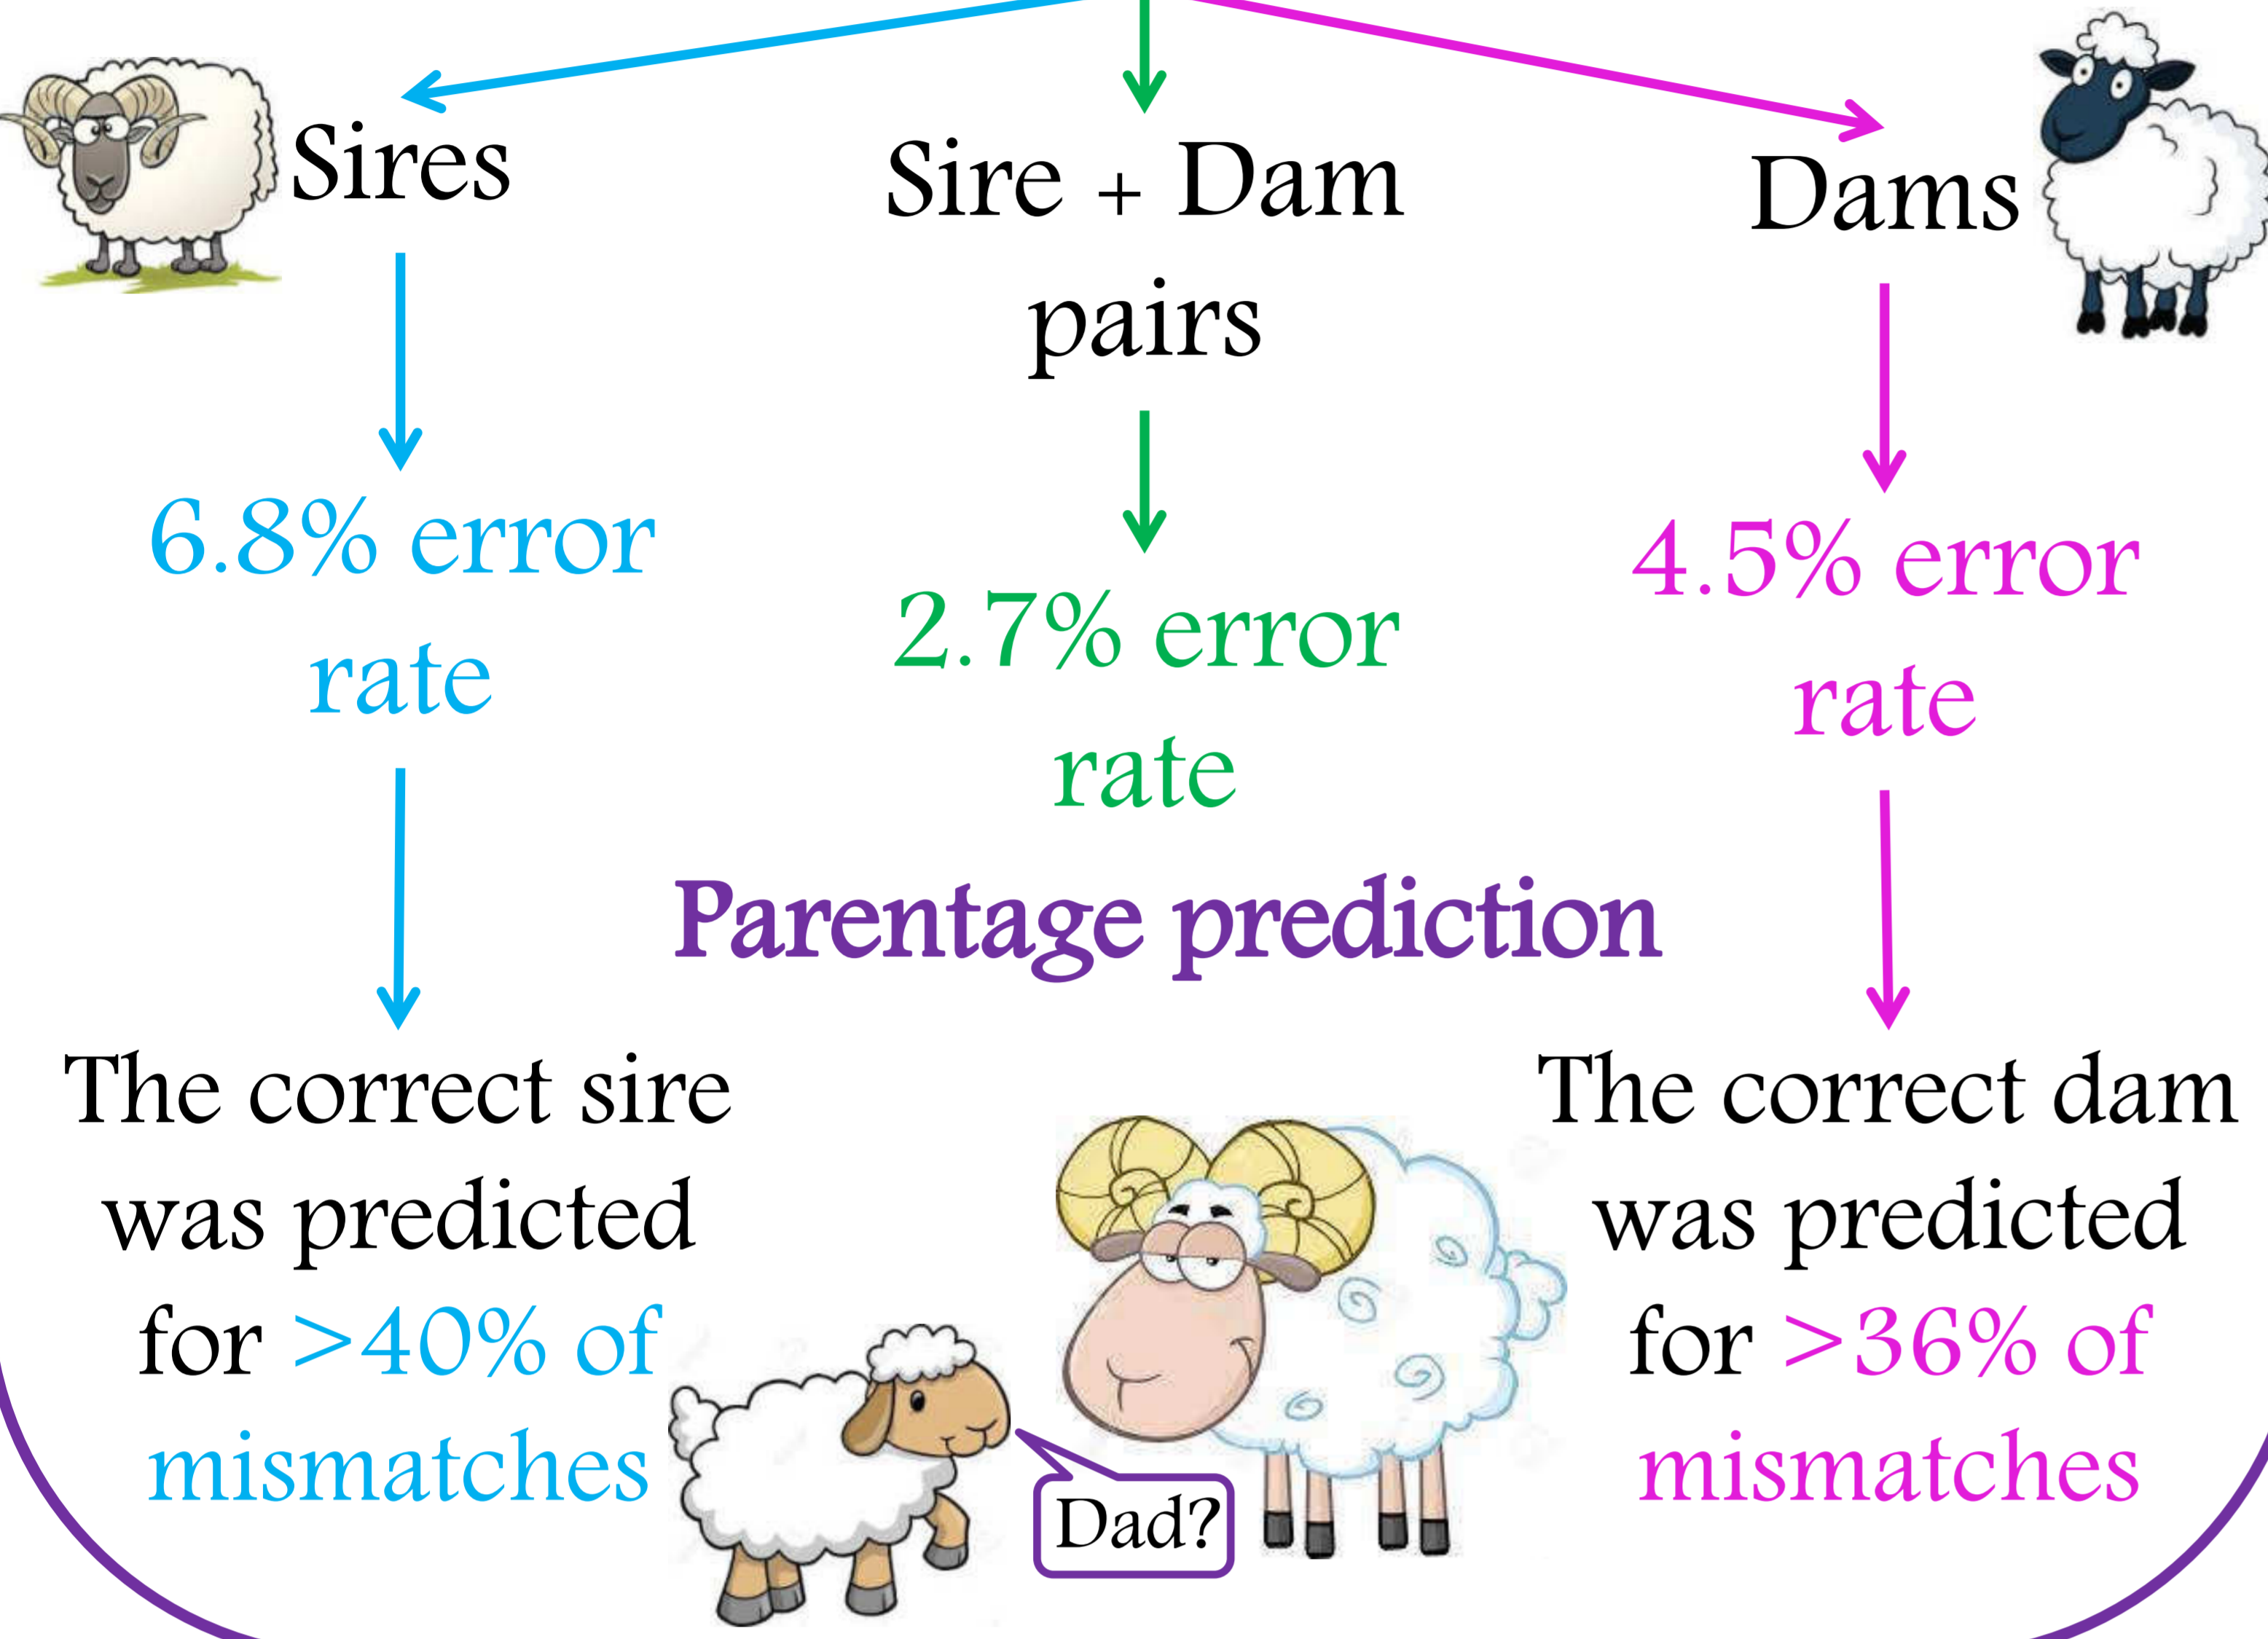 Sires
Sire + Dam
pairs
Dams
6.8% error
rate
2.7% error
rate
4.5% error
rate
Parentage prediction
The correct sire
was predicted
for >40% of
mismatches
The correct dam
was predicted
for >36% of
mismatches
Dad?